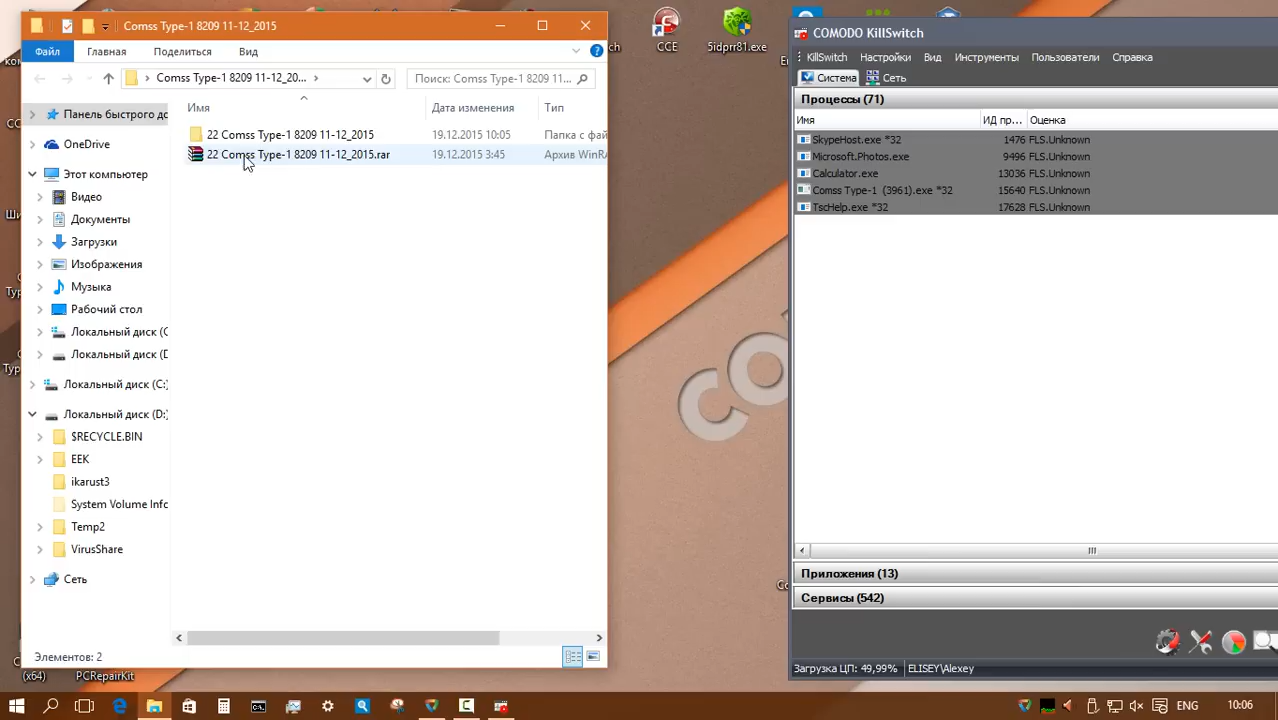 Comss Type-1 8209 11-12_2015
Файл
Главная
Поделиться
Вид
Comss Type-1 8209 11-12_20...
Поиск: Comss Type-1 8209 11...
Имя
Дата изменения
Тип
Панель быстрого до
OneDrive
Этот компьютер
Видео
Документы
Загрузки
Изображения
Музыка
Рабочий стол
Локальный диск (C
Локальный диск (D
Локальный диск (C:)
Локальный диск (D:)
$RECYCLE.BIN
EEK
ikarust3
System Volume Info
Temp2
VirusShare
Сеть
22 Comss Type-1 8209 11-12_2015
19.12.2015 10:05
Папка с фай
22 Comss Type-1 8209 11-12_2015.rar
19.12.2015 3:45
Архив WinRA
Элементов: 2
(x64)
PCRepairKit
CCE
5idprr81.exe
COMODO KillSwitch
KillSwitch
Настройки
Вид
Инструменты
Пользователи
Справка
Система
Сеть
Процессы (71)
Имя
ИД пр...
Оценка
SkypeHost.exe *32
1476
FLS.Unknown
Microsoft.Photos.exe
9496
FLS.Unknown
Calculator.exe
13036
FLS.Unknown
Comss Type-1 (3961).exe *32
15640
FLS.Unknown
TscHelp.exe *32
17628
FLS.Unknown
Приложения (13)
Сервисы (542)
Загрузка ЦП: 49,99%
ELISEY\Alexey
ENG
10:06